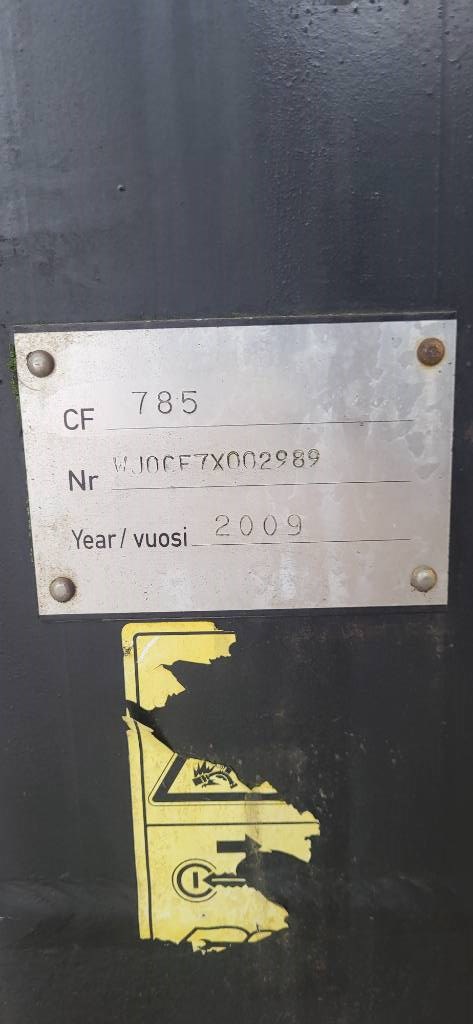 CF 785
Nr WJ0CF7X002989
Year / vuosi 2009